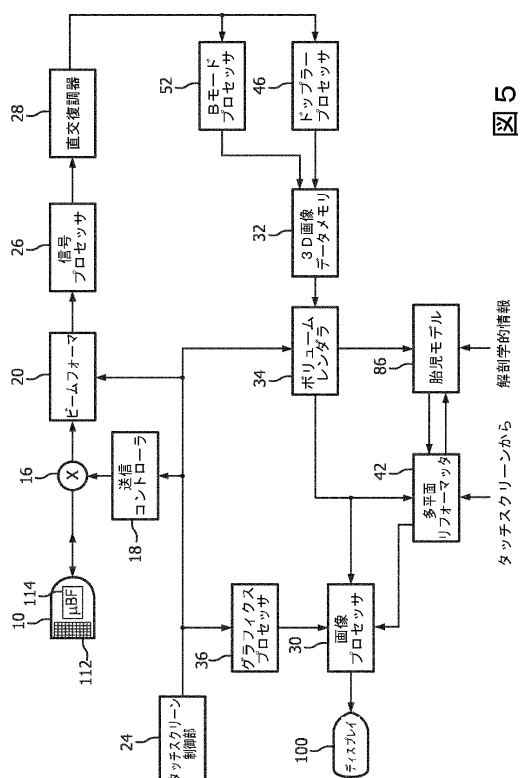 10
114
μBF
112
16
X
18
送信
コントローラ
20
ビームフォーマ
26
信号
プロセッサ
28
直交復調器
52
Bモード
プロセッサ
46
ドップラー
プロセッサ
32
3D画像
データメモリ
34
ボリューム
レンダラ
86
胎児モデル
解剖学的情報
42
多平面
リフォーマッタ
タッチスクリーンから
24
タッチスクリーン
制御部
36
グラフィクス
プロセッサ
30
画像
プロセッサ
100
ディスプレイ
図5